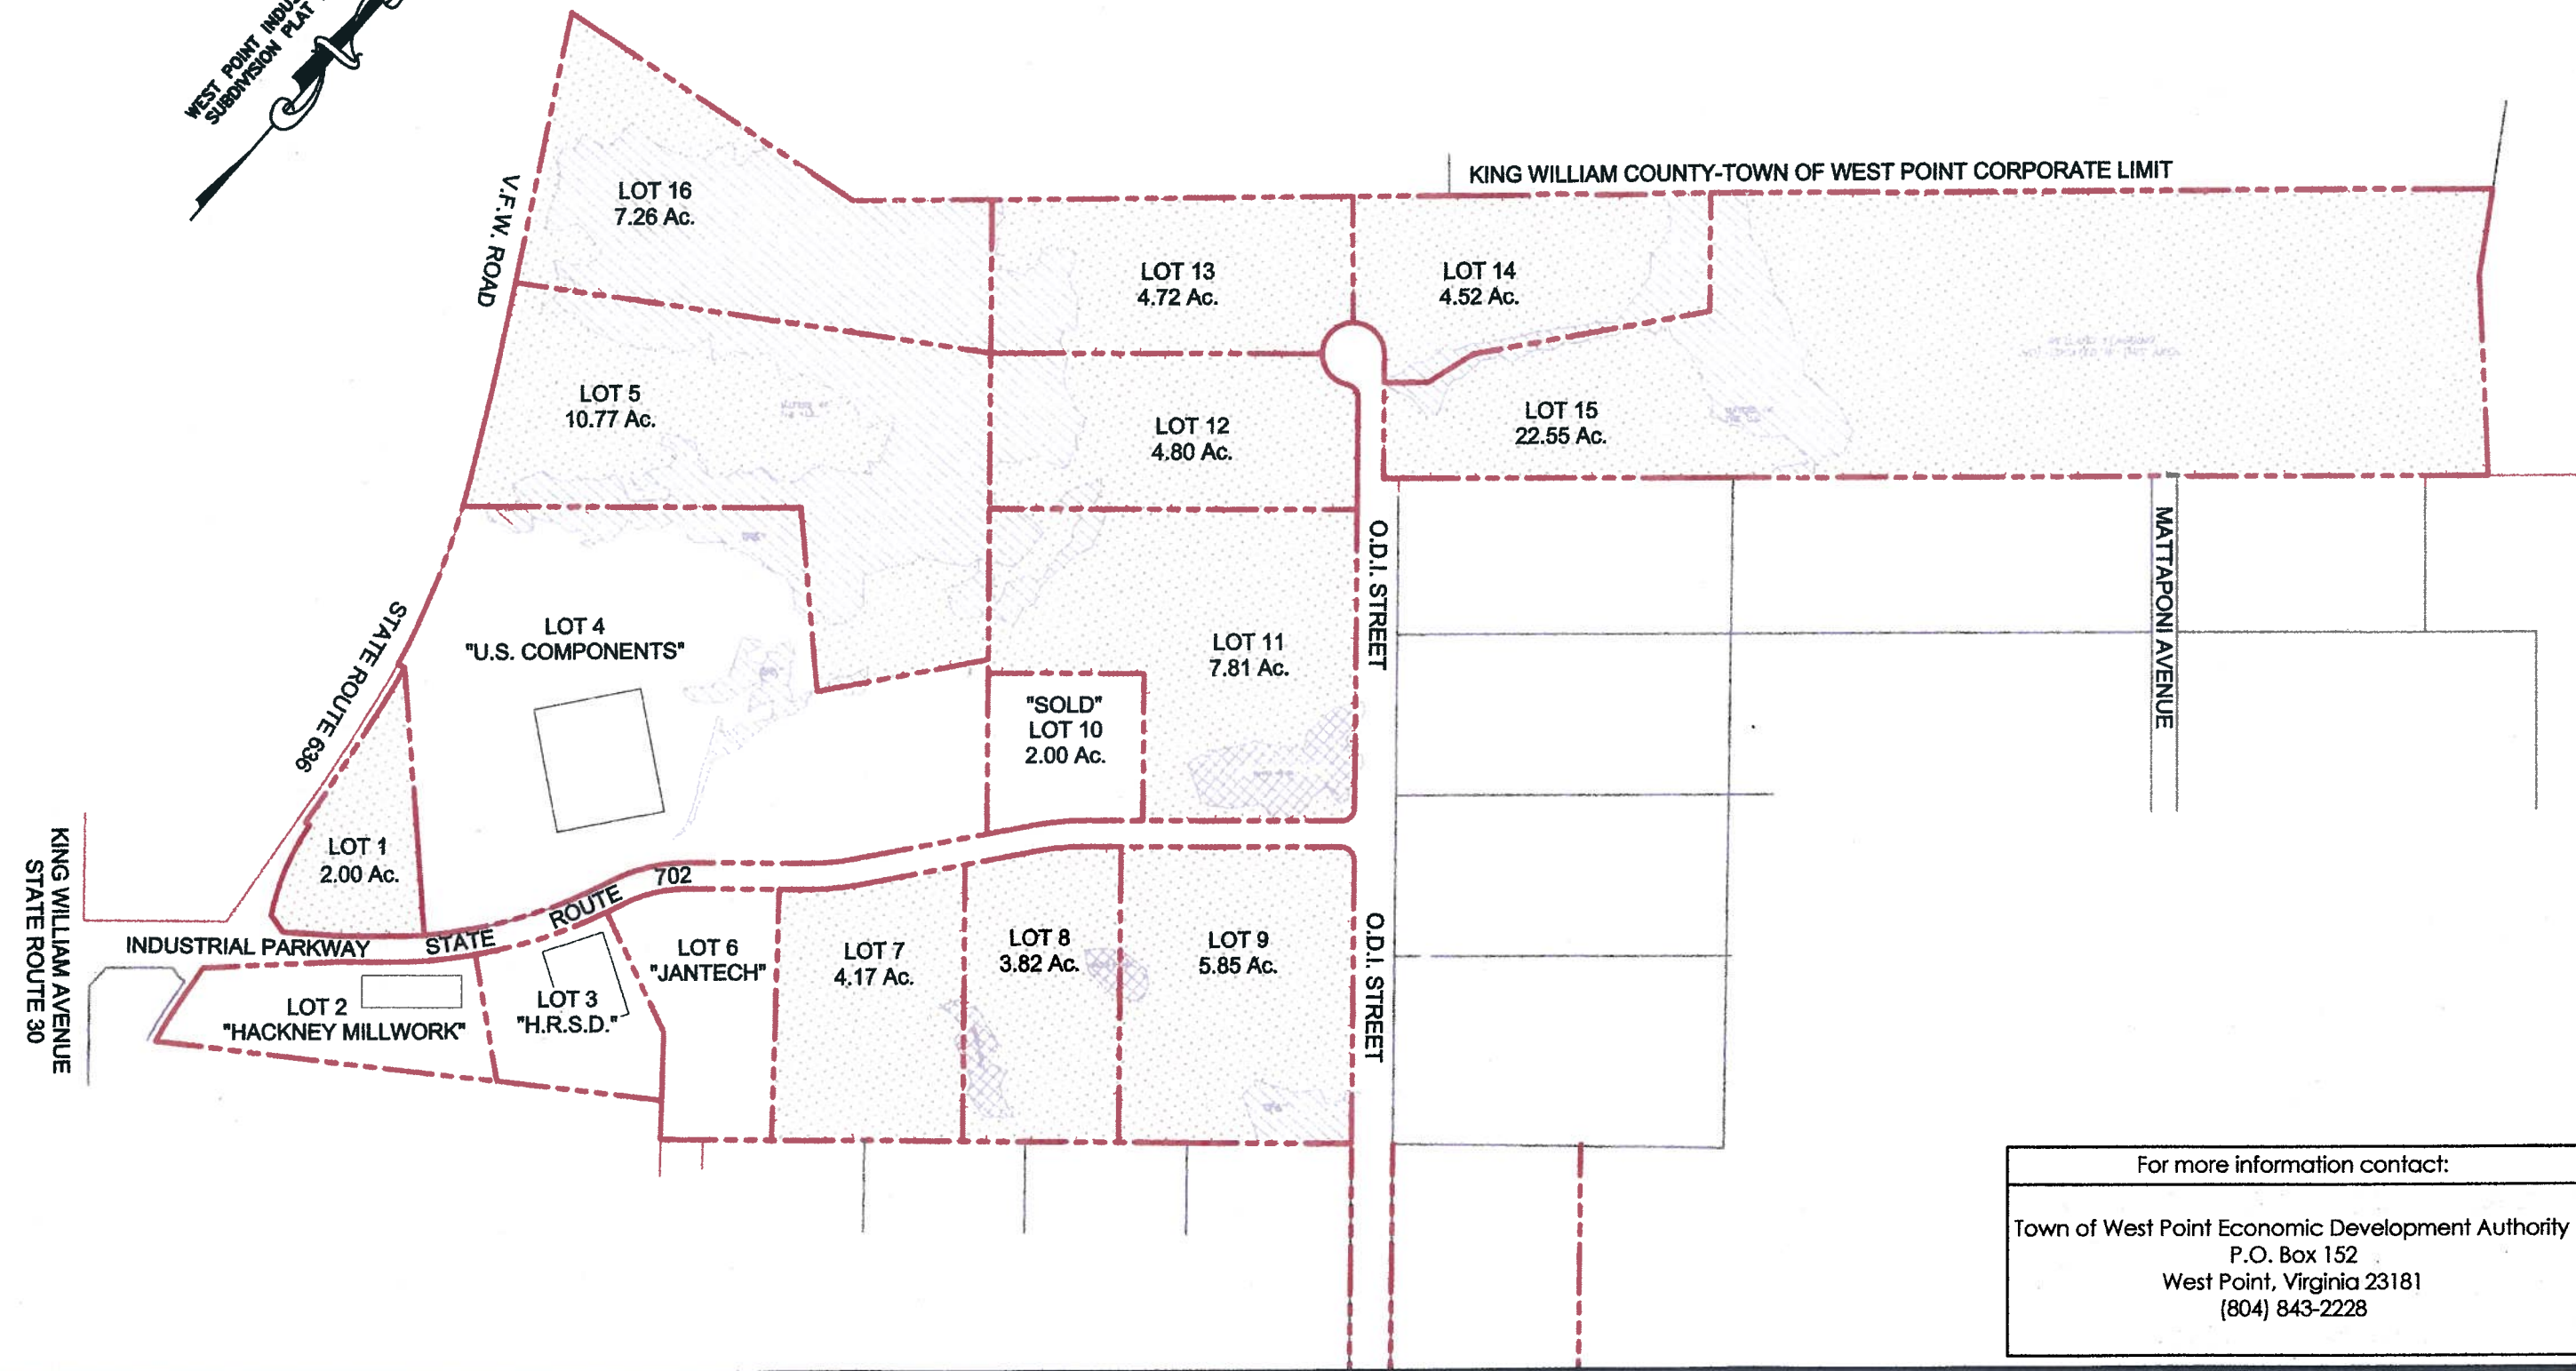 WEST POINT INDUS
SUBDIVISION PLAT
V.F.W. ROAD
LOT 16
7.26 Ac.
KING WILLIAM COUNTY-TOWN OF WEST POINT CORPORATE LIMIT
LOT 13
4.72 Ac.
LOT 14
4.52 Ac.
LOT 5
10.77 Ac.
LOT 12
4.80 Ac.
LOT 15
22.55 Ac.
O.D.I. STREET
MATTAPONI AVENUE
STATE ROUTE 636
LOT 4
"U.S. COMPONENTS"
LOT 11
7.81 Ac.
"SOLD"
LOT 10
2.00 Ac.
LOT 1
2.00 Ac.
KING WILLIAM AVENUE
STATE ROUTE 30
INDUSTRIAL PARKWAY
STATE ROUTE 702
LOT 2
"HACKNEY MILLWORK"
LOT 3
"H.R.S.D."
LOT 6
"JANTECH"
LOT 7
4.17 Ac.
LOT 8
3.82 Ac.
LOT 9
5.85 Ac.
O.D.I. STREET
For more information contact:
Town of West Point Economic Development Authority
P.O. Box 152
West Point, Virginia 23181
(804) 843-2228